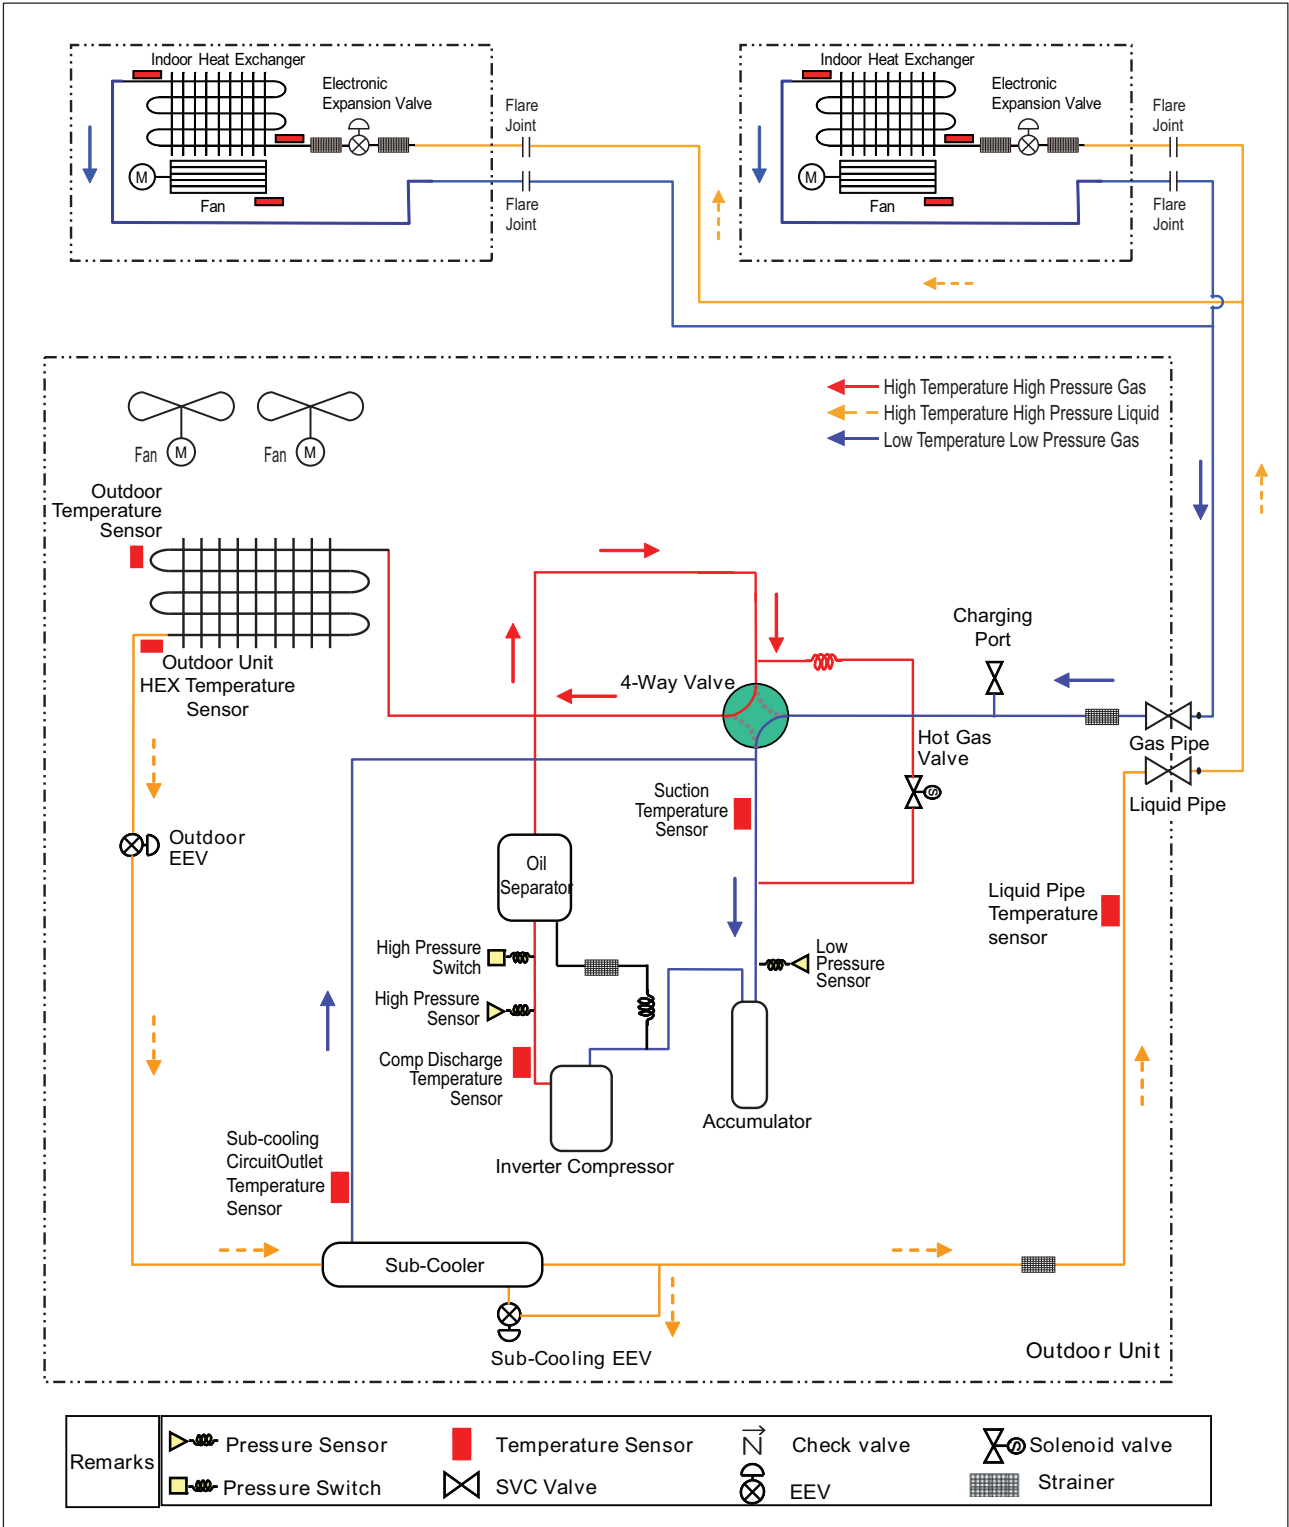 Indoor Heat Exchanger
Electronic
Expansion Valve
Flare
Joint
M
Fan
Flare
Joint
Indoor Heat Exchanger
Electronic
Expansion Valve
Flare
Joint
M
Fan
Flare
Joint
High Temperature High Pressure Gas
High Temperature High Pressure Liquid
Low Temperature Low Pressure Gas
Fan
M
Fan
M
Outdoor
Temperature
Sensor
Outdoor Unit
HEX Temperature
Sensor
4-Way Valve
Charging
Port
Hot Gas
Valve
S
Gas Pipe
Liquid Pipe
Suction
Temperature
Sensor
Outdoor
EEV
Oil
Separator
Liquid Pipe
Temperature
sensor
High Pressure
Switch
Low
Pressure
Sensor
High Pressure
Sensor
Comp Discharge
Temperature
Sensor
Accumulator
Inverter Compressor
Sub-cooling
CircuitOutlet
Temperature
Sensor
Sub-Cooler
Sub-Cooling EEV
Outdoor Unit
Remarks
Pressure Sensor
Temperature Sensor
Check valve
S
Solenoid valve
Pressure Switch
SVC Valve
EEV
Strainer